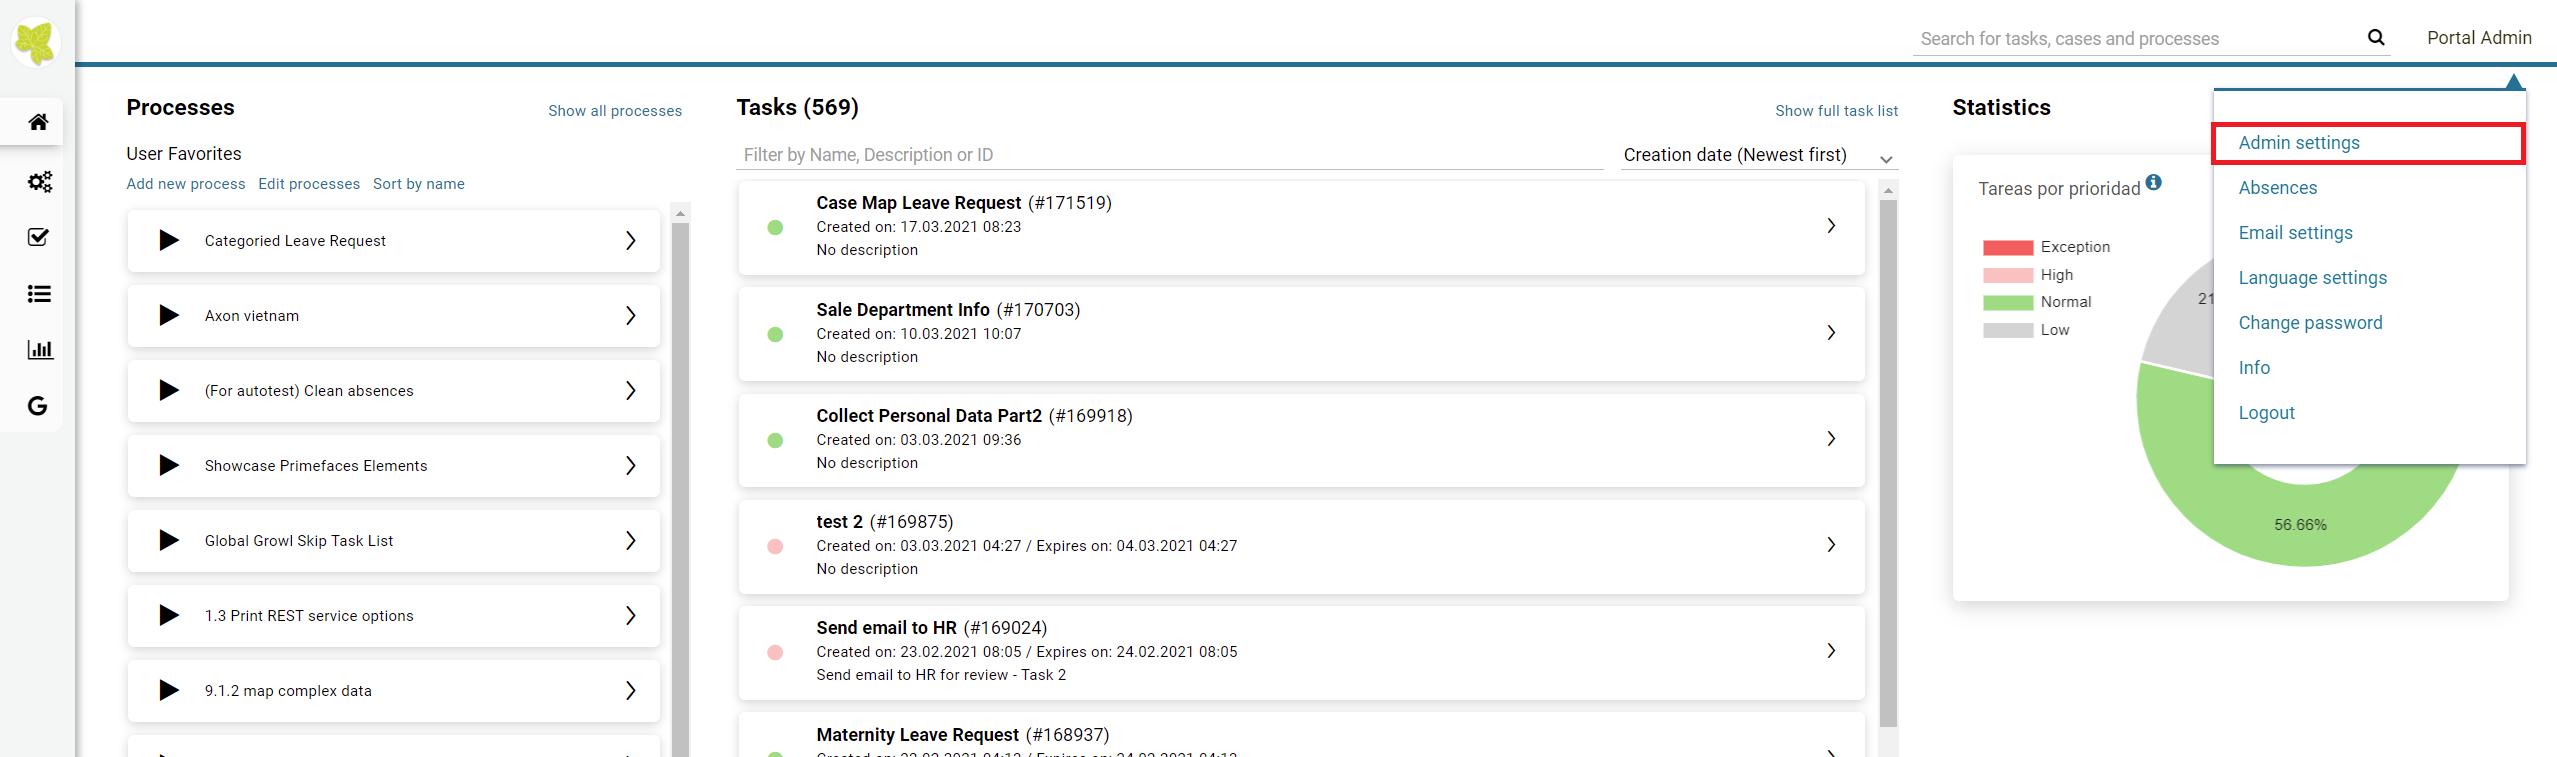 Search for tasks, cases and processes
Portal Admin
Processes
Show all processes
User Favorites
Add new process Edit processes Sort by name
Categoried Leave Request
Axon vietnam
(For autotest) Clean absences
Showcase Primefaces Elements
Global Growl Skip Task List
1.3 Print REST service options
9.1.2 map complex data
Tasks (569)
Show full task list
Filter by Name, Description or ID
Creation date (Newest first)
Case Map Leave Request (#171519)
Created on: 17.03.2021 08:23
No description
Sale Department Info (#170703)
Created on: 10.03.2021 10:07
No description
Collect Personal Data Part2 (#169918)
Created on: 03.03.2021 09:36
No description
test 2 (#169875)
Created on: 03.03.2021 04:27 / Expires on: 04.03.2021 04:27
No description
Send email to HR (#169024)
Created on: 23.02.2021 08:05 / Expires on: 24.02.2021 08:05
Send email to HR for review - Task 2
Maternity Leave Request (#168937)
Statistics
Tareas por prioridad
Exception
High
Normal
Low
21
56.66%
Admin settings
Absences
Email settings
Language settings
Change password
Info
Logout